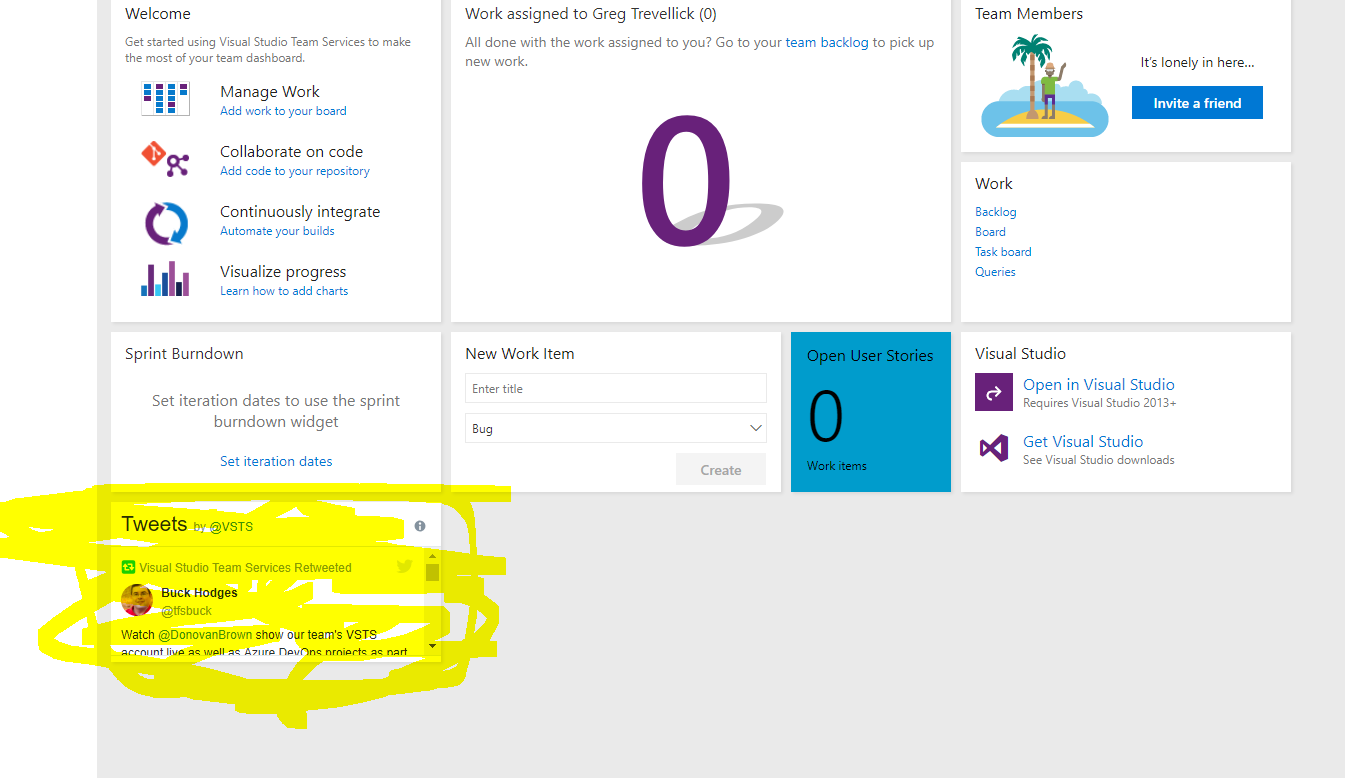 Welcome
Get started using Visual Studio Team Services to make
the most of your team dashboard.
Manage Work
Add work to your board
Collaborate on code
Add code to your repository
Continuously integrate
Automate your builds
Visualize progress
Learn how to add charts
Work assigned to Greg Trevellick (0)
All done with the work assigned to you? Go to your team backlog to pick up
new work.
0
Team Members
It's lonely in here...
Invite a friend
Work
Backlog
Board
Task board
Queries
Sprint Burndown
Set iteration dates to use the sprint
burndown widget
Set iteration dates
New Work Item
Enter title
Bug
Create
Open User Stories
0
Work items
Visual Studio
Open in Visual Studio
Requires Visual Studio 2013+
Get Visual Studio
See Visual Studio downloads
Tweets by @VSTS
Visual Studio Team Services Retweeted
Buck Hodges
@tfsbuck
Watch @DonovanBrown show our team's VSTS
account live as well as Azure DevOps projects as part